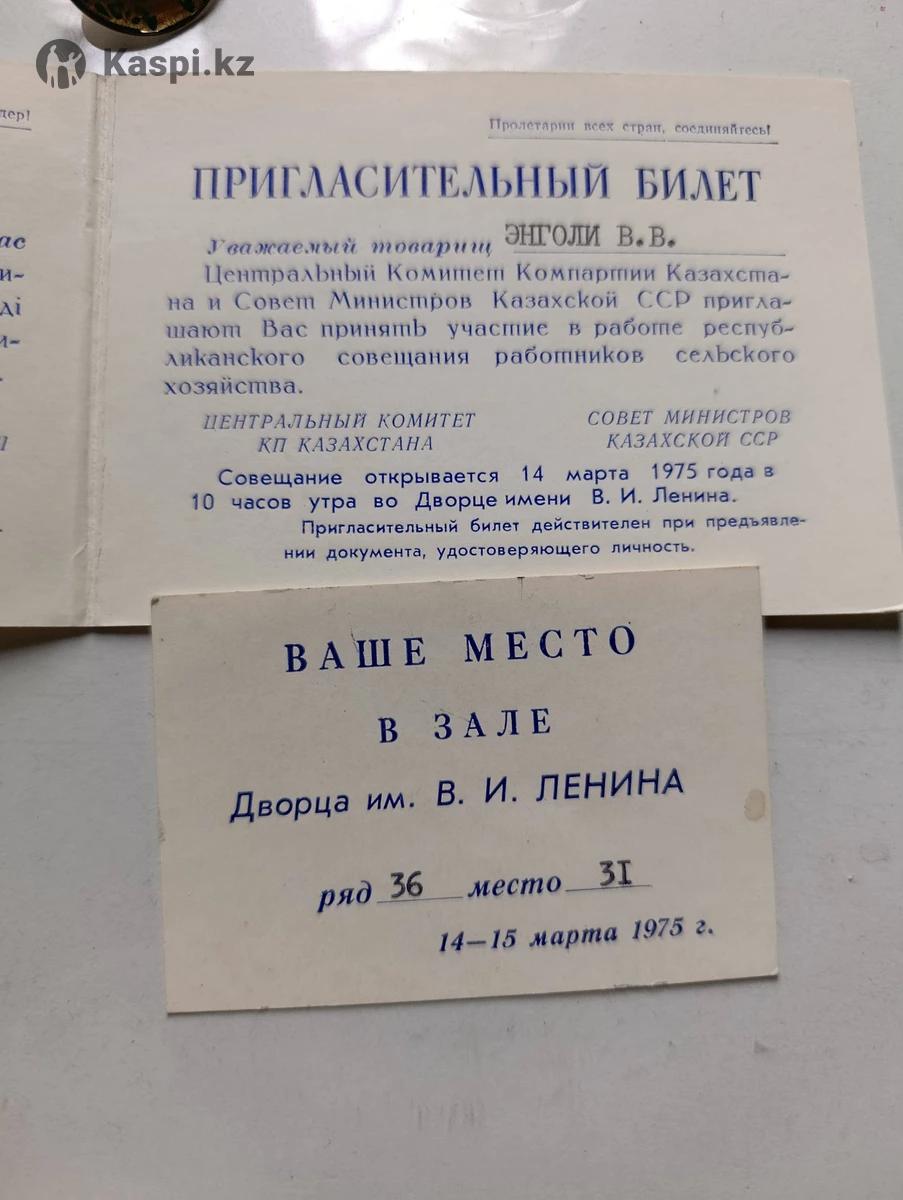 Kaspi.kz
Пролетарии всех стран, соединяйтесь!
ПРИГЛАСИТЕЛЬНЫЙ БИЛЕТ
Уважаемый товарищ ЭНГОЛИ В.В.
Центральный Комитет Компартии Казахста-
на и Совет Министров Казахской ССР пригла-
шают Вас принять участие в работе респуб-
ликанского совещания работников сельского
хозяйства.
ЦЕНТРАЛЬНЫЙ КОМИТЕТ
КП КАЗАХСТАНА
СОВЕТ МИНИСТРОВ
КАЗАХСКОЙ ССР
Совещание открывается 14 марта 1975 года в
10 часов утра во Дворце имени В. И. Ленина.
Пригласительный билет действителен при предъявле-
нии документа, удостоверяющего личность.
ВАШЕ МЕСТО
В ЗАЛЕ
Дворца им. В. И. ЛЕНИНА
ряд 36 место 3I
14—15 марта 1975 г.